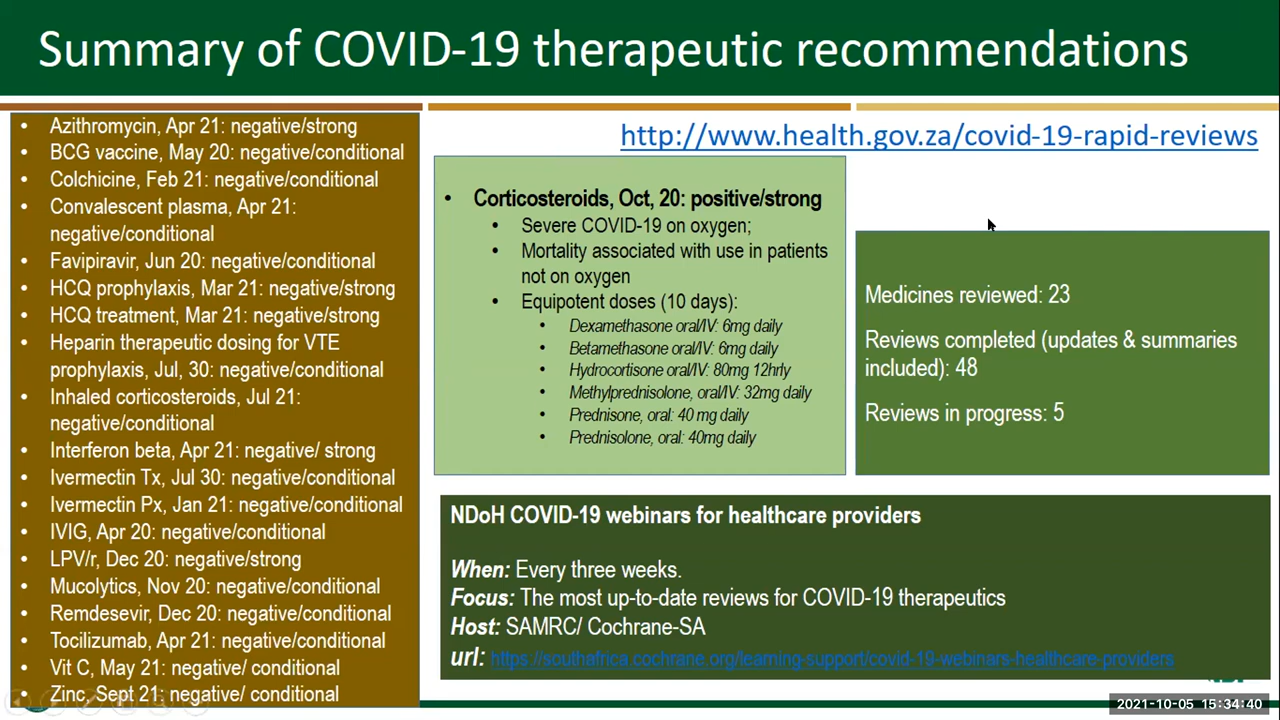 Summary of COVID-19 therapeutic recommendations
• Azithromycin, Apr 21: negative/strong
• BCG vaccine, May 20: negative/conditional
• Colchicine, Feb 21: negative/conditional
• Convalescent plasma, Apr 21:
negative/conditional
• Favipiravir, Jun 20: negative/conditional
• HCQ prophylaxis, Mar 21: negative/strong
• HCQ treatment, Mar 21: negative/strong
• Heparin therapeutic dosing for VTE
prophylaxis, Jul, 30: negative/conditional
• Inhaled corticosteroids, Jul 21:
negative/conditional
• Interferon beta, Apr 21: negative/ strong
• Ivermectin Tx, Jul 30: negative/conditional
• Ivermectin Px, Jan 21: negative/conditional
• IVIG, Apr 20: negative/conditional
• LPV/r, Dec 20: negative/strong
• Mucolytics, Nov 20: negative/conditional
• Remdesevir, Dec 20: negative/conditional
• Tocilizumab, Apr 21: negative/conditional
• Vit C, May 21: negative/ conditional
• Zinc, Sept 21: negative/ conditional
http://www.health.gov.za/covid-19-rapid-reviews
• Corticosteroids, Oct, 20: positive/strong
• Severe COVID-19 on oxygen;
• Mortality associated with use in patients
not on oxygen
• Equipotent doses (10 days):
• Dexamethasone oral/IV: 6mg daily
• Betamethasone oral/IV: 6mg daily
• Hydrocortisone oral/IV: 80mg 12hrly
• Methylprednisolone, oral/IV: 32mg daily
• Prednisone, oral: 40 mg daily
• Prednisolone, oral: 40mg daily
Medicines reviewed: 23
Reviews completed (updates & summaries
included): 48
Reviews in progress: 5
NDoH COVID-19 webinars for healthcare providers
When: Every three weeks.
Focus: The most up-to-date reviews for COVID-19 therapeutics
Host: SAMRC/ Cochrane-SA
url: https://southafrica.cochrane.org/learning-support/covid-19-webinars-healthcare-providers
2021-10-05 15:34:40